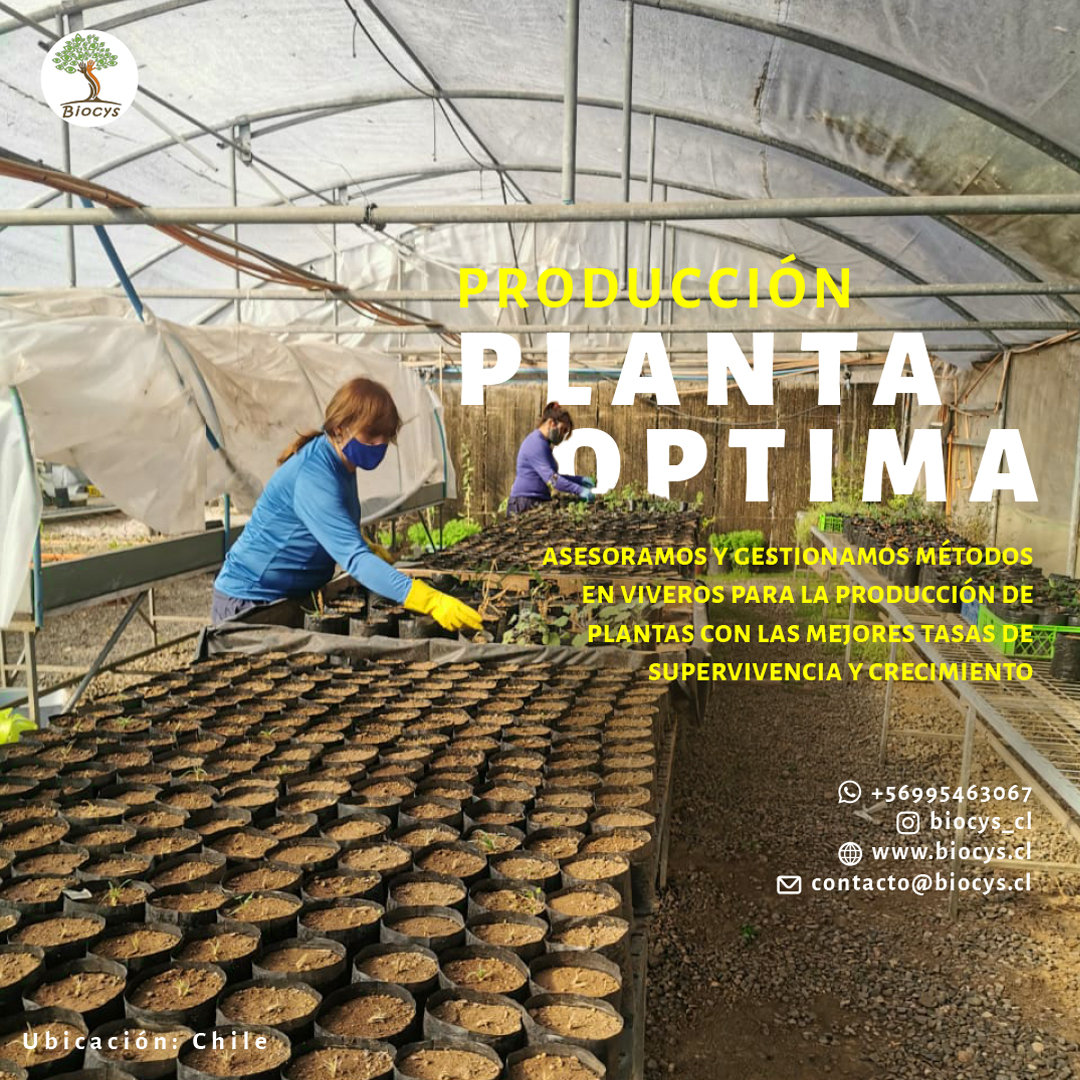 Biocys
PRODUCCIÓN
PLANTA
OPTIMA
ASESORAMOS Y GESTIONAMOS MÉTODOS
EN VIVEROS PARA LA PRODUCCIÓN DE
PLANTAS CON LAS MEJORES TASAS DE
SUPERVIVENCIA Y CRECIMIENTO
+56995463067
biocys_cl
www.biocys.cl
contacto@biocys.cl
Ubicación: Chile